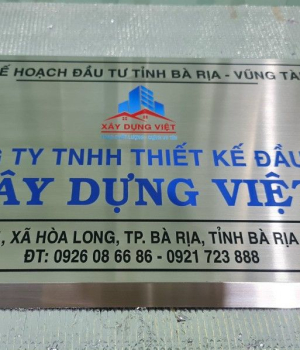 Ế HOẠCH ĐẦU TƯ TỈNH BÀ RỊA - VŨNG TÀ
XÂY DỰNG VIỆT
TY TNHH THIẾT KẾ ĐẦU
ÂY DỰNG VIỆT
, XÃ HÒA LONG, TP. BÀ RỊA, TỈNH BÀ RỊA
ĐT: 0926 08 66 86 - 0921 723 888